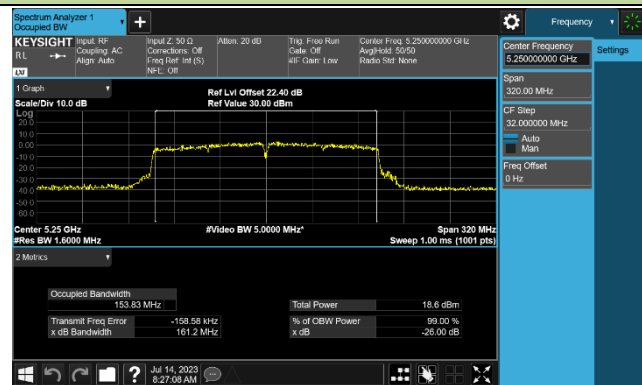 Spectrum Analyzer 1
Occupied BW
Frequency
KEYSIGHT
Input: RF
Coupling: AC
Align: Auto
Input Z: 50 Ω
Corrections: Off
Freq Ref: Int (S)
NFE: Off
Atten: 20 dB
Trig: Free Run
Gate: Off
#IF Gain: Low
Center Freq: 5.250000000 GHz
Avg|Hold: 50/50
Radio Std: None
RL
LXI
Center Frequency
5.250000000 GHz
Settings
Span
320.00 MHz
CF Step
32.000000 MHz
Auto
Man
Freq Offset
0 Hz
1 Graph
Scale/Div 10.0 dB
Ref Lvl Offset 22.40 dB
Ref Value 30.00 dBm
Log
20.0
10.0
0.00
-10.0
-20.0
-30.0
-40.0
-50.0
-60.0
Center 5.25 GHz
#Video BW 5.0000 MHz*
Span 320 MHz
#Res BW 1.6000 MHz
Sweep 1.00 ms (1001 pts)
2 Metrics
Occupied Bandwidth
153.83 MHz
Total Power
18.6 dBm
Transmit Freq Error
-158.58 kHz
% of OBW Power
99.00 %
x dB Bandwidth
161.2 MHz
x dB
-26.00 dB
Jul 14, 2023
8:27:08 AM